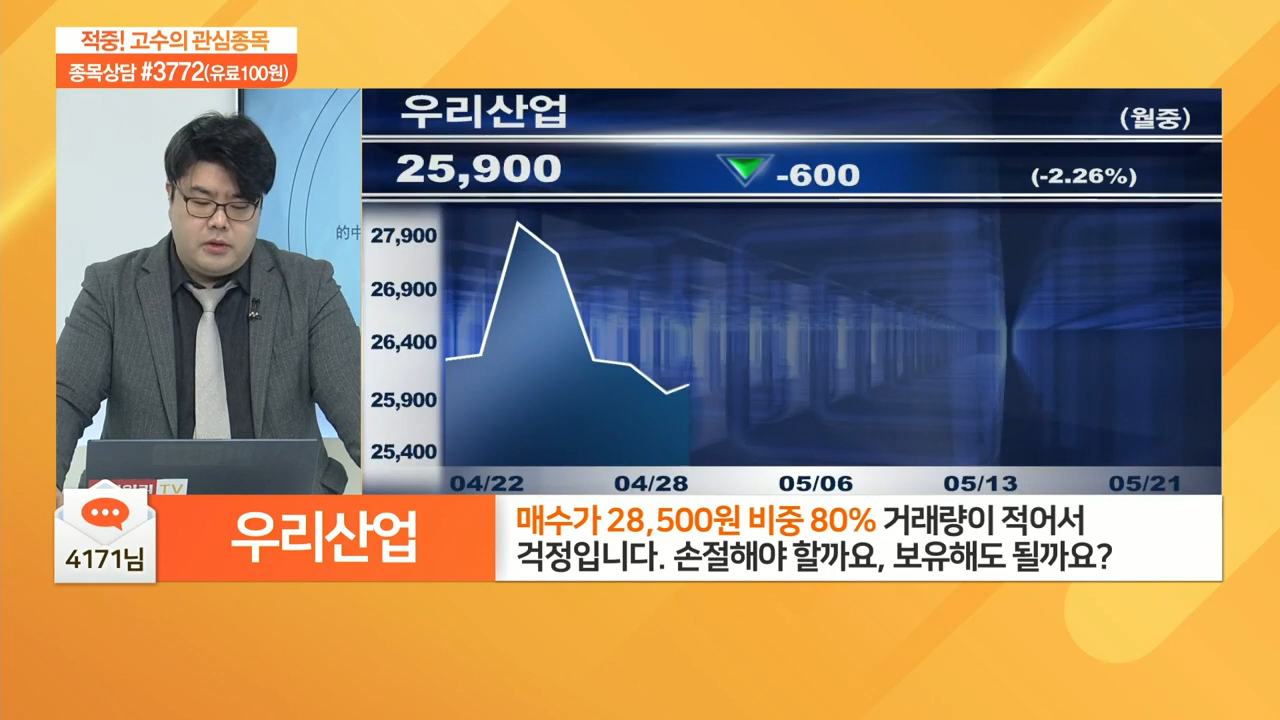 적중! 고수의 관심종목
종목상담 #3772(유료100원)
우리산업
(월중)
25,900
-600
(-2.26%)
的中
27,900
26,900
26,400
25,900
25,400
04/22
04/28
05/06
05/13
05/21
TV
4171님
우리산업
매수가 28,500원 비중 80% 거래량이 적어서
걱정입니다. 손절해야 할까요, 보유해도 될까요?